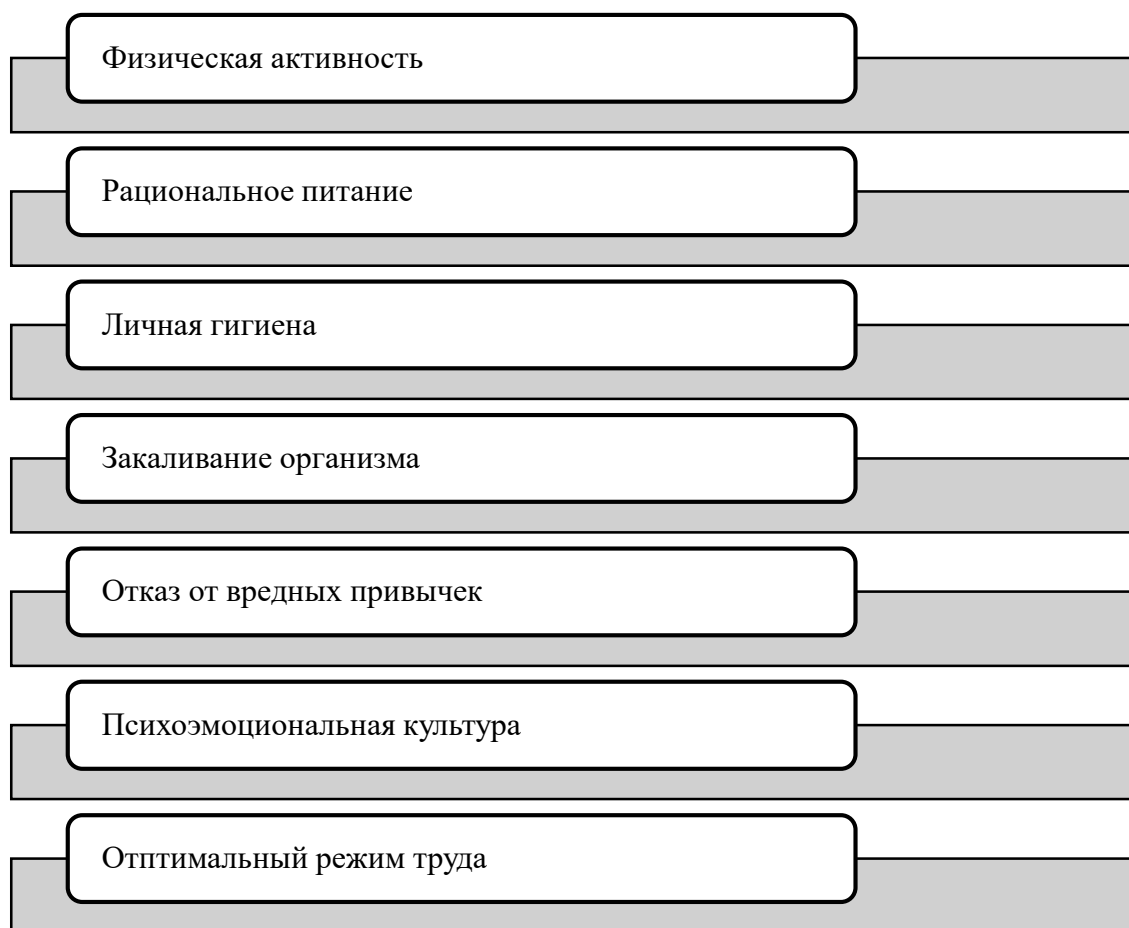 Физическая активность
Рациональное питание
Личная гигиена
Закаливание организма
Отказ от вредных привычек
Психоэмоциональная культура
Отптимальный режим труда